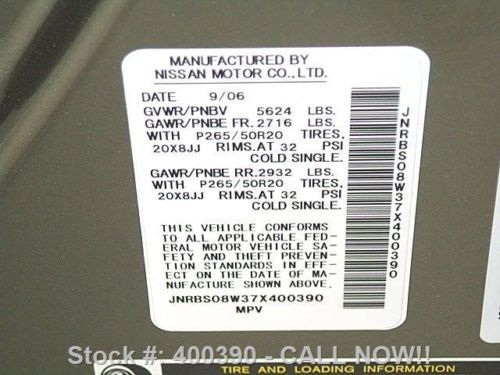 MANUFACTURED BY
NISSAN MOTOR CO., LTD.
DATE 9/06
GVWR/PNBV 5624 LBS.
GAWR/PNBE FR. 2716 LBS.
WITH P265/50R20 TIRES,
20X8JJ RIMS. AT 32 PSI
COLD SINGLE.
GAWR/PNBE RR. 2932 LBS.
WITH P265/50R20 TIRES,
20X8JJ RIMS. AT 32 PSI
COLD SINGLE.
THIS VEHICLE CONFORMS
TO ALL APPLICABLE FED-
ERAL MOTOR VEHICLE SA-
FETY AND THEFT PREVEN-
TION STANDARDS IN EFF-
ECT ON THE DATE OF MA-
NUFACTURE SHOWN ABOVE.
JNRBS08W37X400390
MPV
JNRBS08W37X400390
Stock #: 400390 - CALL NOW!!
TIRE AND LOADING INFORMATION